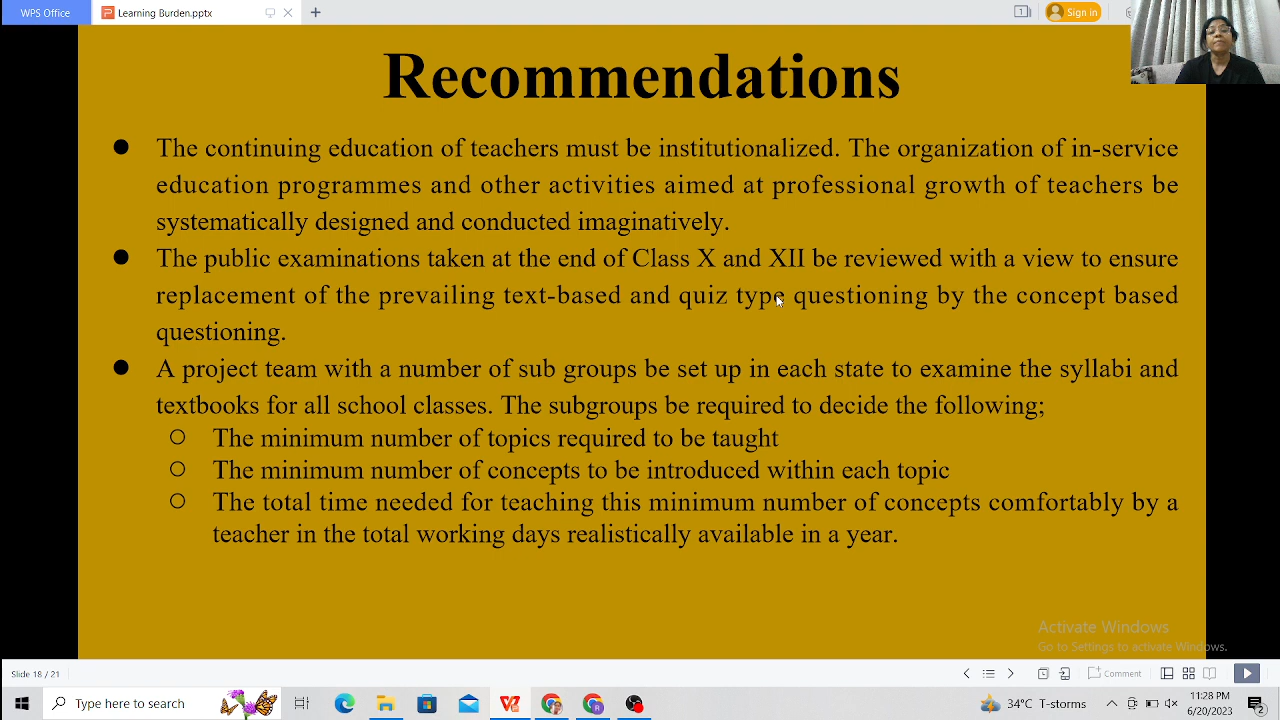 WPS Office
Learning Burden.pptx
+
1
Sign in
Recommendations
● The continuing education of teachers must be institutionalized. The organization of in-service
education programmes and other activities aimed at professional growth of teachers be
systematically designed and conducted imaginatively.
● The public examinations taken at the end of Class X and XII be reviewed with a view to ensure
replacement of the prevailing text-based and quiz type questioning by the concept based
questioning.
● A project team with a number of sub groups be set up in each state to examine the syllabi and
textbooks for all school classes. The subgroups be required to decide the following;
○ The minimum number of topics required to be taught
○ The minimum number of concepts to be introduced within each topic
○ The total time needed for teaching this minimum number of concepts comfortably by a
teacher in the total working days realistically available in a year.
Activate Windows
Go to Settings to activate Windows.
Slide 18 / 21
Comment
Type here to search
34°C T-storms
11:28 PM
6/20/2023
2